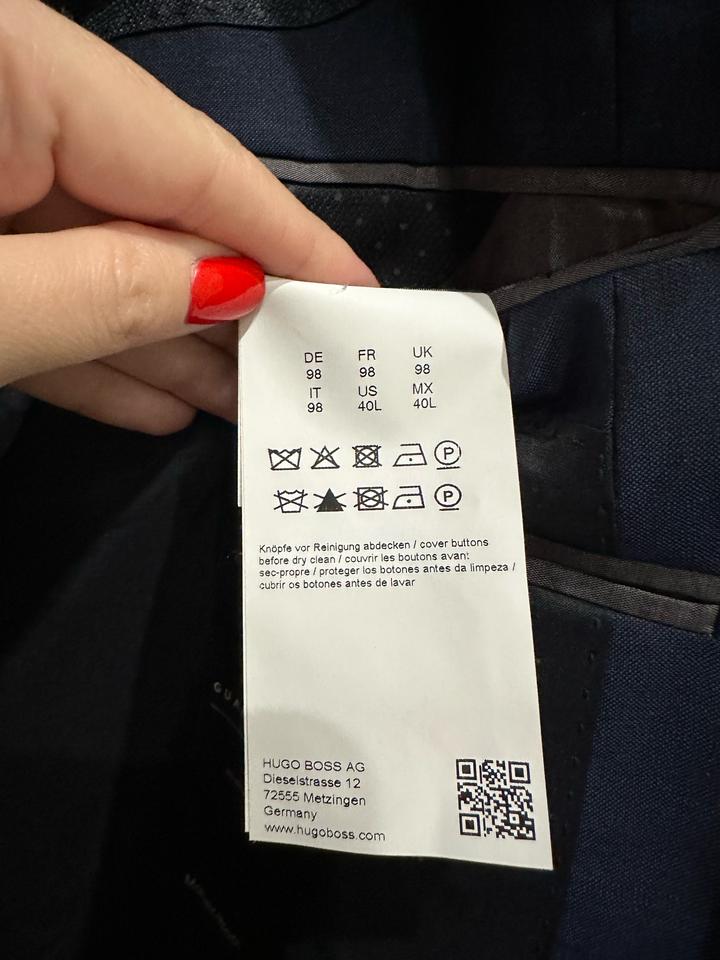 DE FR UK
98 98 98
IT US MX
98 40L 40L
P
P
Knöpfe vor Reinigung abdecken / cover buttons
before dry clean / couvrir les boutons avant
sec-propre / proteger los botones antes da limpeza /
cubrir os botones antes de lavar
HUGO BOSS AG
Dieselstrasse 12
72555 Metzingen
Germany
www.hugoboss.com